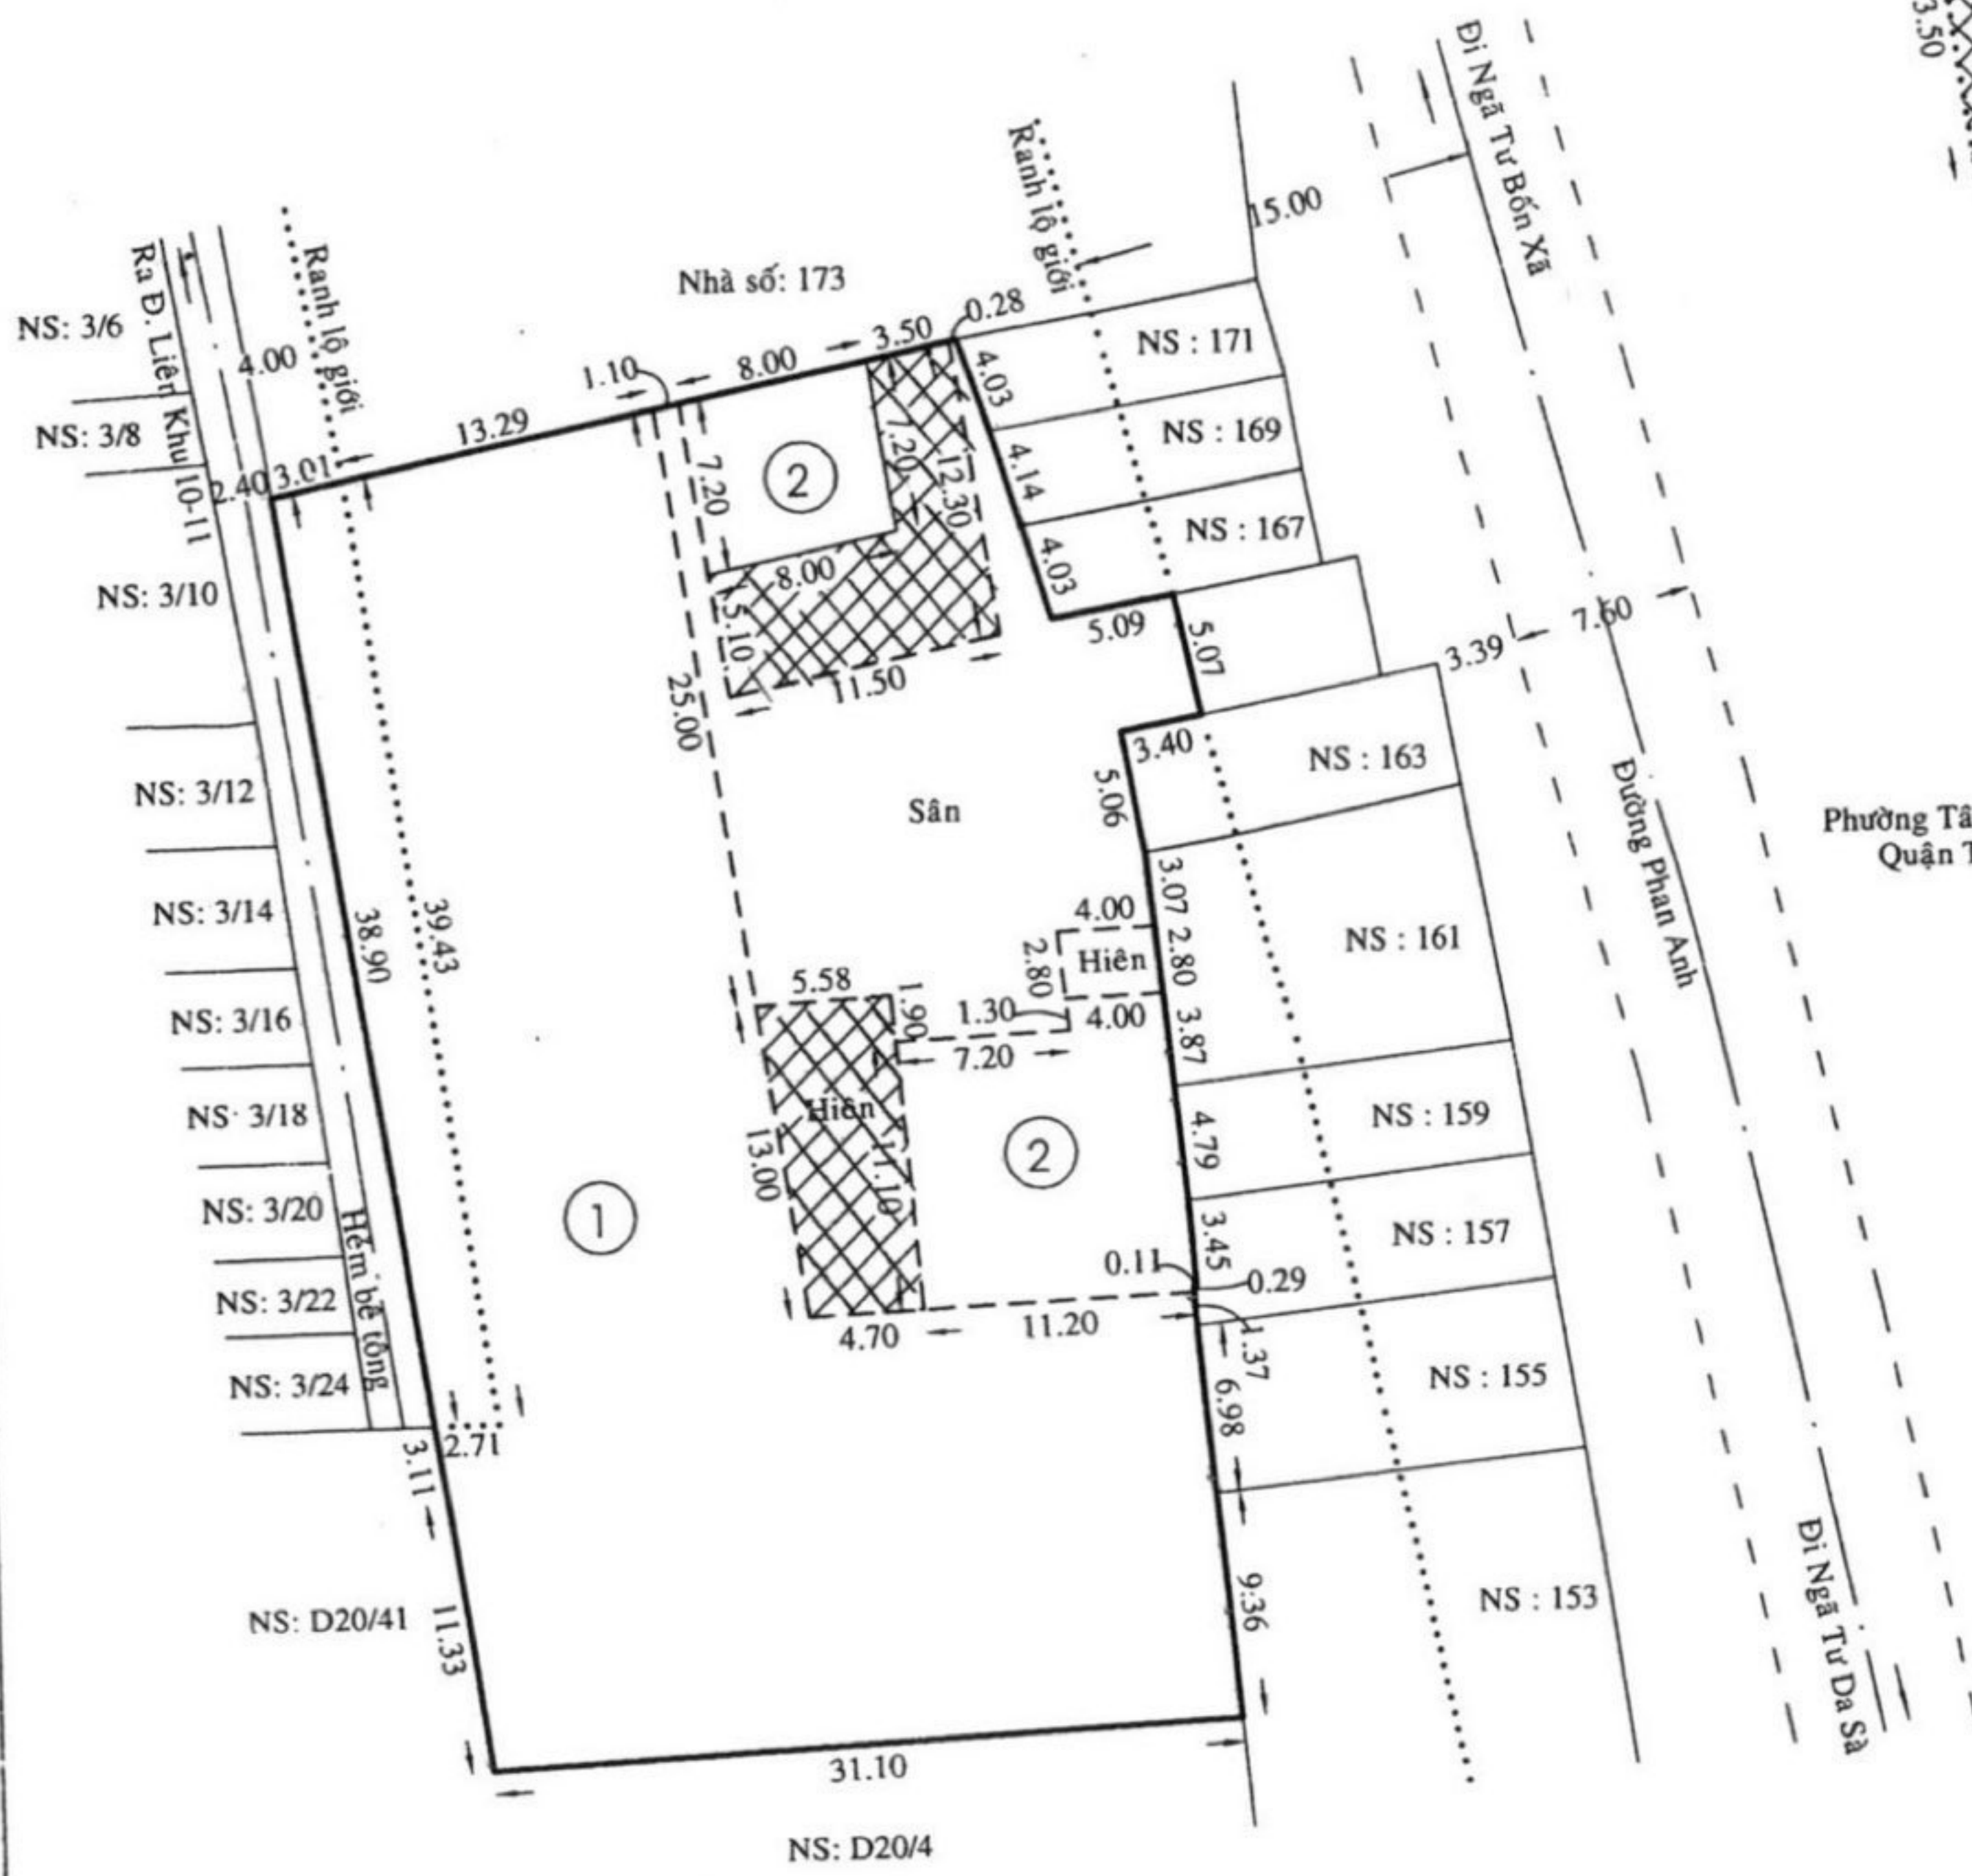 3.50
Đi Ngã Tư Bốn Xã
Ranh lộ giới
15.00
Ra Đ. Liên Khu 10-11
Ranh lộ giới
Nhà số: 173
NS: 3/6
4.00
1.10
8.00
3.50
0.28
NS : 171
4.03
NS: 3/8
13.29
2.40
3.01
7.20
2
7.20
12.30
4.14
NS : 169
NS : 167
4.03
NS: 3/10
8.00
5.10
11.50
5.09
5.07
3.39
7.60
25.00
3.40
NS : 163
5.06
NS: 3/12
Sân
Đường Phan Anh
Phường Tâ
Quận T
NS: 3/14
38.90
39.43
3.07
4.00
2.80
Hiên
2.80
NS : 161
NS: 3/16
5.58
1.90
1.30
4.00
3.87
7.20
NS: 3/18
Hiên
13.00
11.10
2
4.79
NS : 159
NS: 3/20
1
3.45
NS : 157
Hẻm bê tông
NS: 3/22
0.11
0.29
4.70
11.20
1.37
NS: 3/24
6.98
NS : 155
2.71
3.11
NS: D20/41
11.33
9.36
NS : 153
Đi Ngã Tư Da Sà
31.10
NS: D20/4